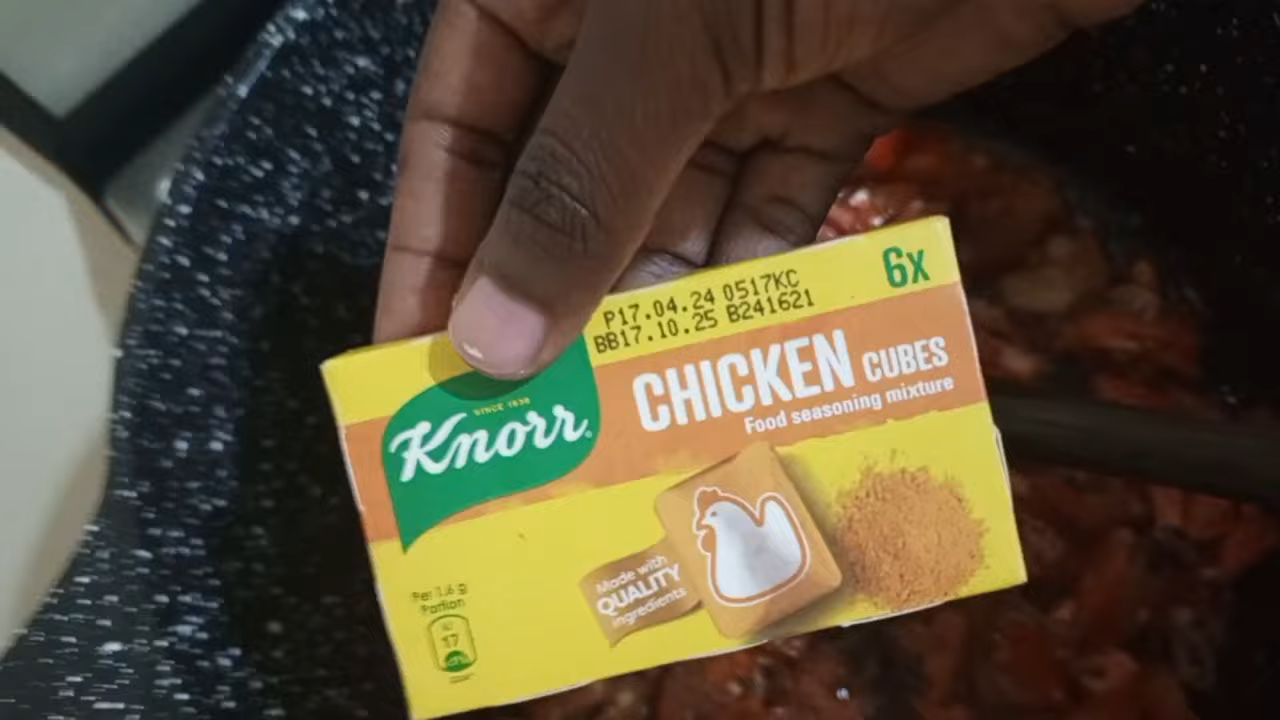 P17.04.24 0517KC
BB17.10.25 B241621
6x
SINCE 1838
Knorr
CHICKEN CUBES
Food seasoning mixture
Made with
QUALITY
ingredients
Per 1.6 g
Portion
17